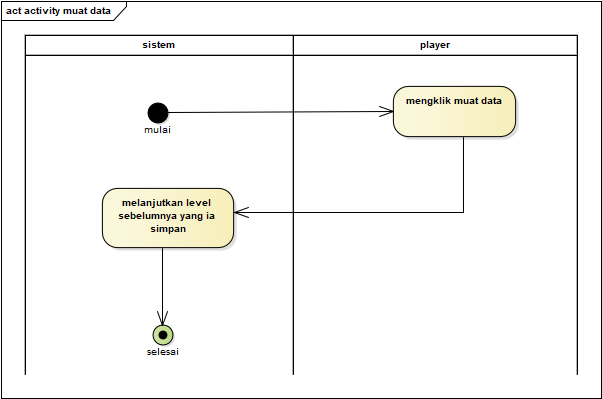 act activity muat data
sistem
player
mengklik muat data
mulai
melanjutkan level
sebelumnya yang ia
simpan
selesai